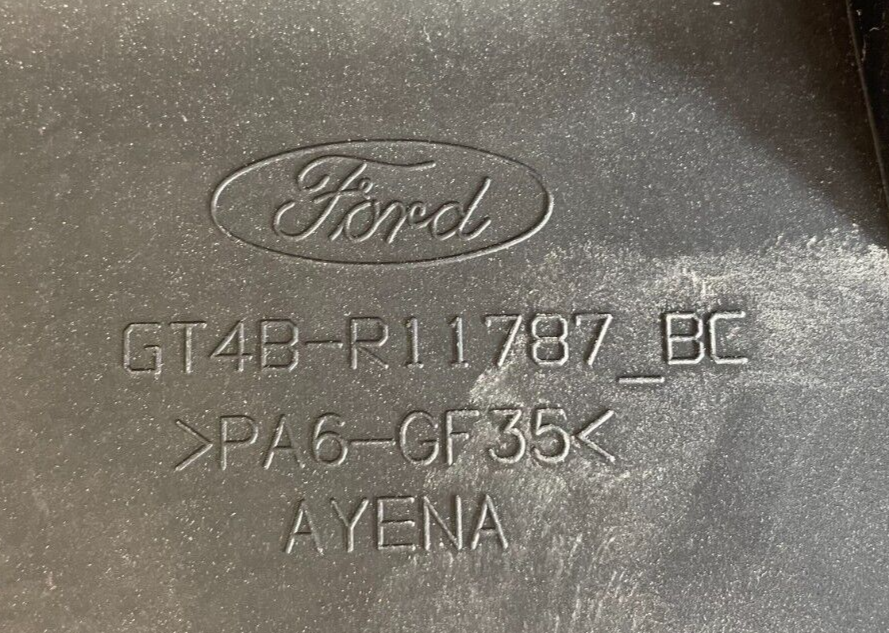 Ford
GT4B-R11787_BC
>PA6-GF35<
AYENA